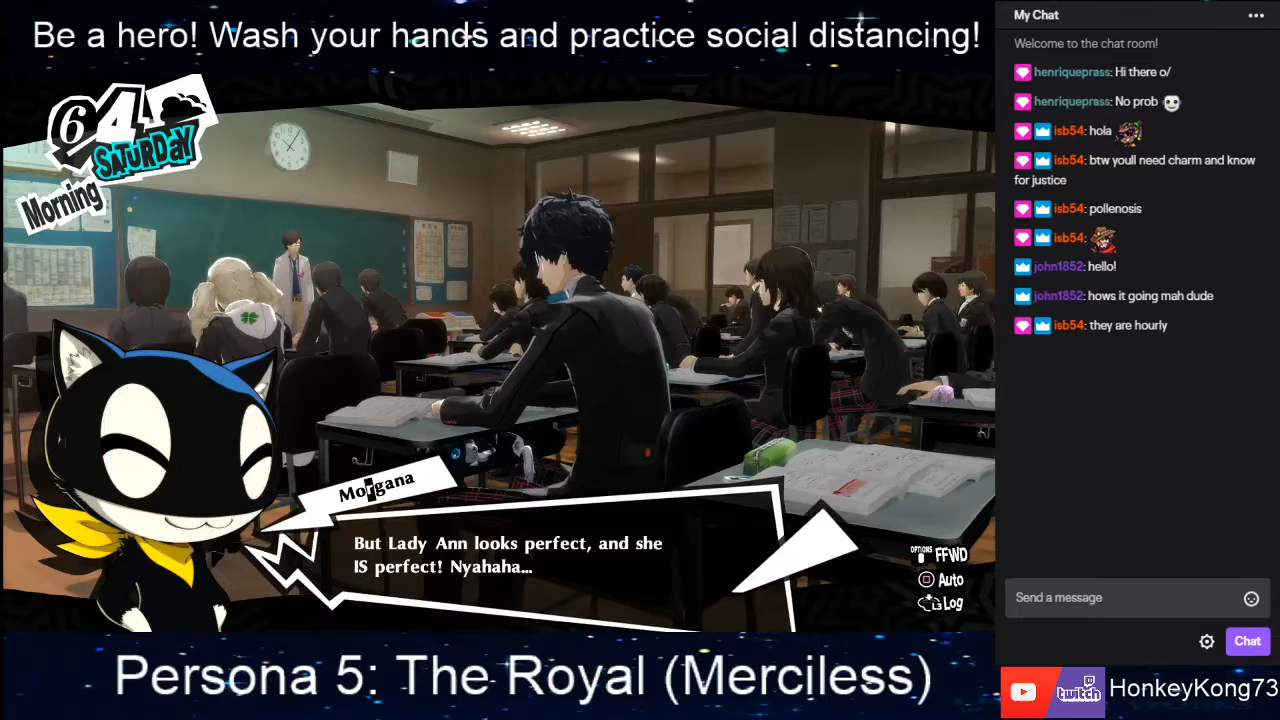 Be a hero! Wash your hands and practice social distancing!
6 4
SATURDAY
Morning
Morgana
But Lady Ann looks perfect, and she
IS perfect! Nyahaha...
OPTIONS FFWD
Auto
L3 Log
Persona 5: The Royal (Merciless)
My Chat
Welcome to the chat room!
henriqueprass: Hi there o/
henriqueprass: No prob
isb54: hola
isb54: btw youll need charm and know
for justice
isb54: pollenosis
isb54:
john1852: hello!
john1852: hows it going mah dude
isb54: they are hourly
Send a message
Chat
twitch
HonkeyKong73